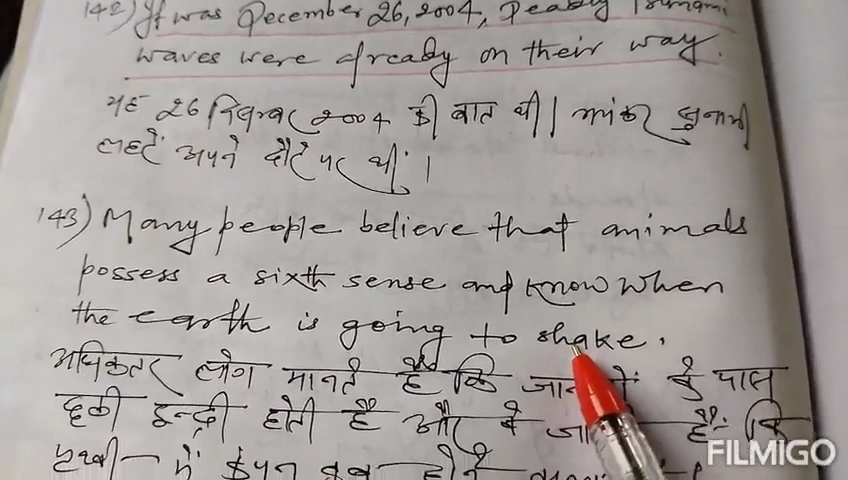 142) It was December 26, 2004, Deadly Tsunami
waves were already on their way.
यह 26 दिसम्बर 2004 की बात थी। भयंकर सुनामी
लहरें अपने दौरे पर थीं।
143) Many people believe that animals
possess a sixth sense and know when
the earth is going to shake.
अधिकतर लोग मानते हैं कि के पास
छठी इन्द्री होती है और वे हैं कि
पृथ्वी में कंपन कब होने
FILMIGO